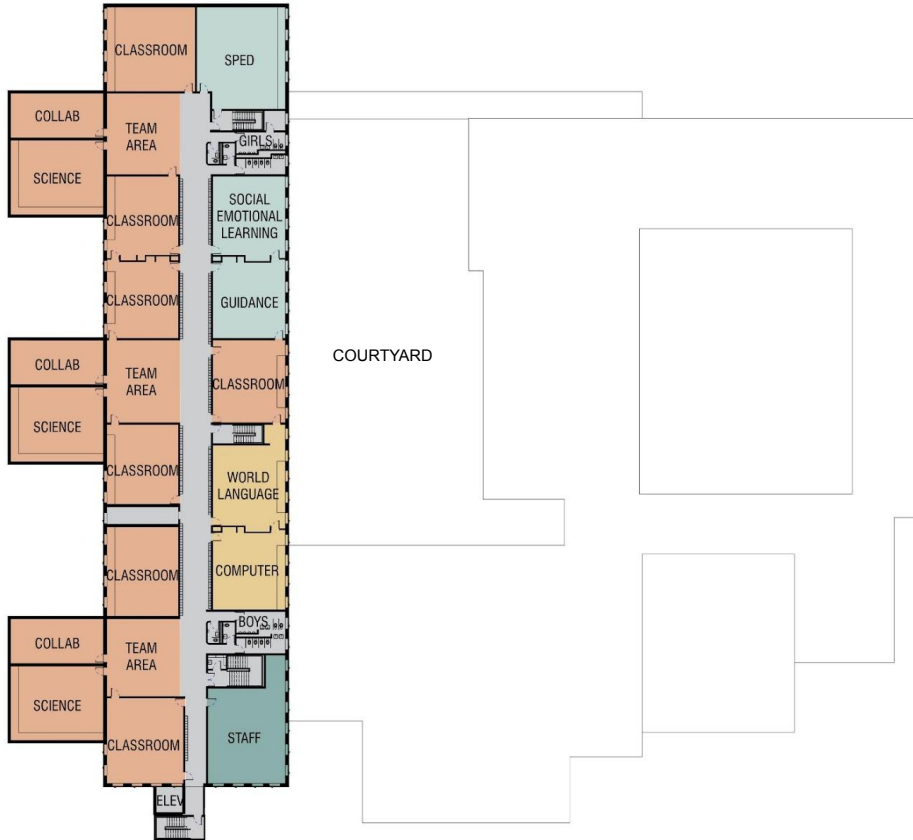 CLASSROOM
SPED
COLLAB
TEAM
AREA
GIRLS
SCIENCE
CLASSROOM
SOCIAL
EMOTIONAL
LEARNING
CLASSROOM
GUIDANCE
COLLAB
TEAM
AREA
CLASSROOM
COURTYARD
SCIENCE
CLASSROOM
WORLD
LANGUAGE
CLASSROOM
COMPUTER
BOYS
COLLAB
TEAM
AREA
SCIENCE
CLASSROOM
STAFF
ELEV